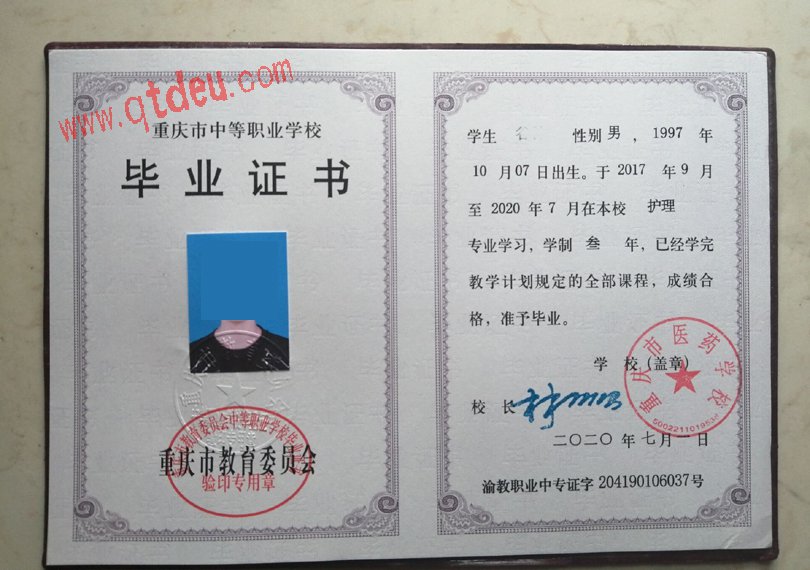 www.qtdeu.com
重庆市中等职业学校
毕业证书
重庆市教育委员会
验印专用章
学生 性别 男 ，1997 年
10 月 07 日出生。于 2017 年 9 月
至 2020 年 7 月在本校 护理
专业学习，学制 叁 年，已经学完
教学计划规定的全部课程，成绩合
格，准予毕业。
学 校（盖章）
重庆市医药学校
校 长
二〇二〇 年 七 月 一 日
渝教职业中专证字 204190106037号